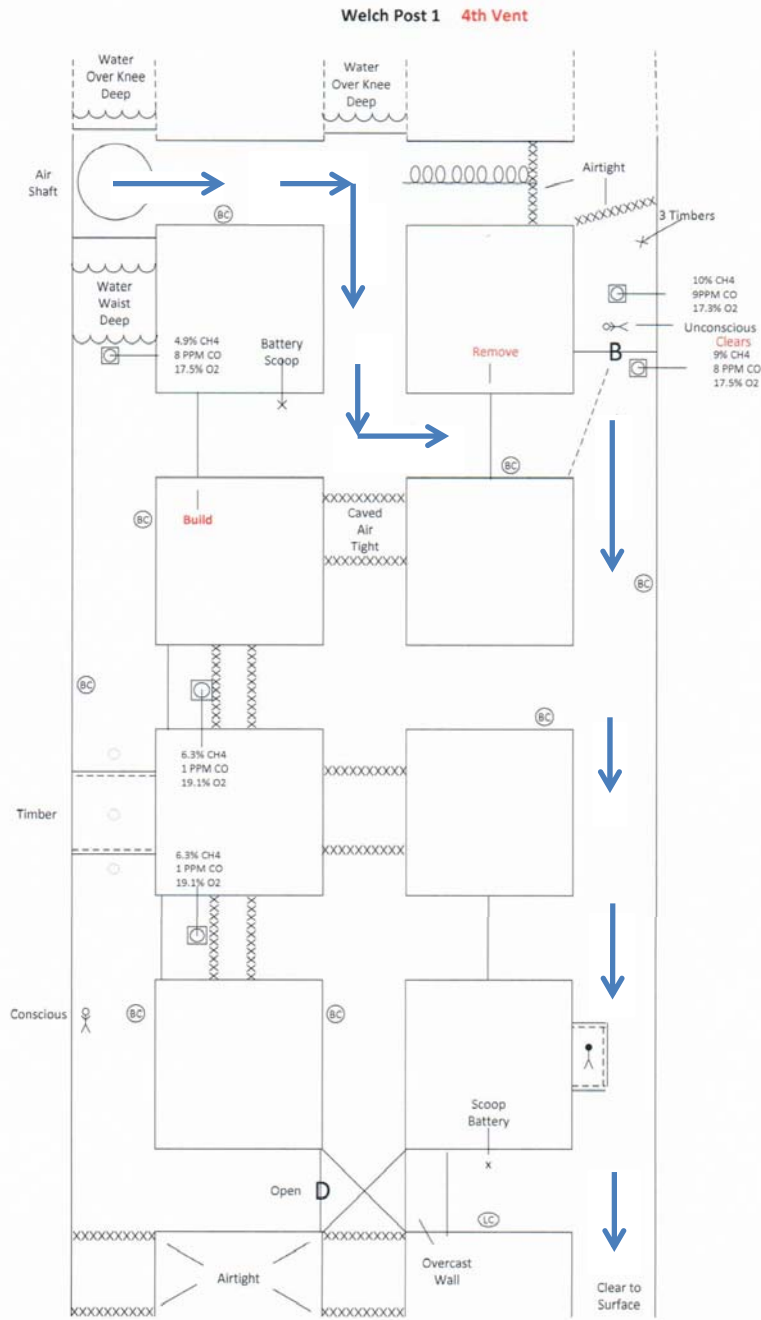 Welch Post 1 4th Vent
Water
Over Knee
Deep
Water
Over Knee
Deep
Air
Shaft
Airtight
3 Timbers
BC
Water
Waist
Deep
10% CH4
9PPM CO
17.3% O2
Unconscious
Clears
B
9% CH4
8 PPM CO
17.5% O2
4.9% CH4
8 PPM CO
17.5% O2
Battery
Scoop
Remove
BC
Build
BC
Caved
Air
Tight
BC
BC
BC
6.3% CH4
1 PPM CO
19.1% O2
Timber
6.3% CH4
1 PPM CO
19.1% O2
Conscious
BC
BC
Scoop
Battery
x
Open
D
LC
Airtight
Overcast
Wall
Clear to
Surface